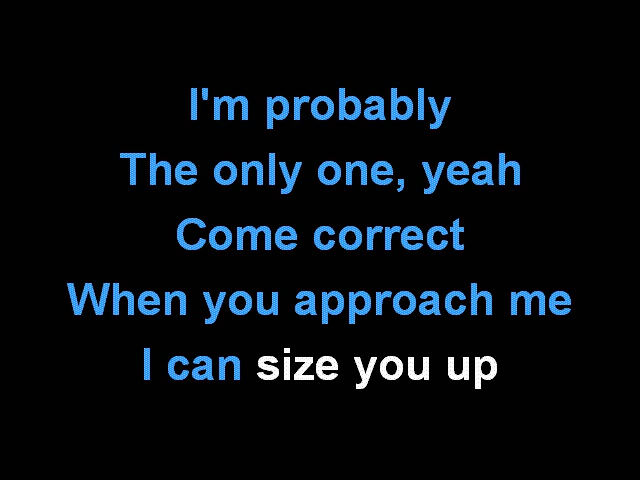 I'm probably
The only one, yeah
Come correct
When you approach me
I can size you up